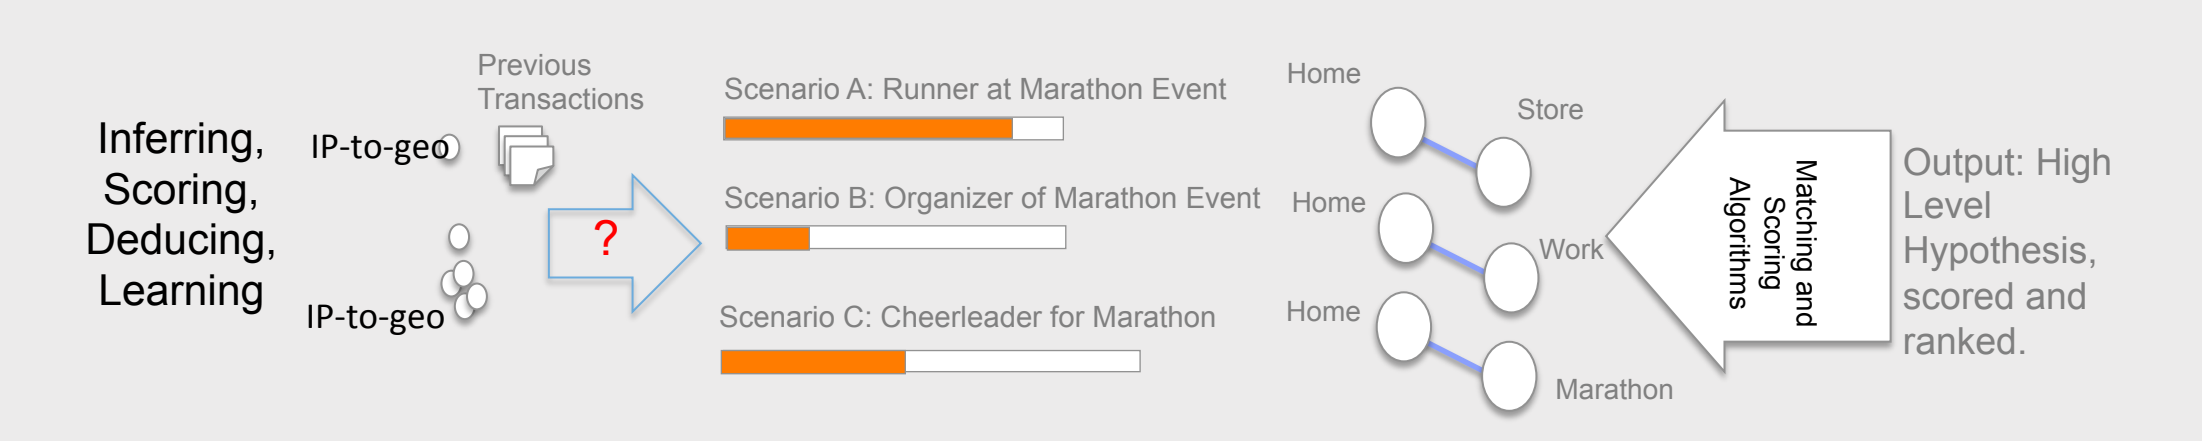 Inferring,
Scoring,
Deducing,
Learning
IP-to-geo
IP-to-geo
Previous
Transactions
?
Scenario A: Runner at Marathon Event
Scenario B: Organizer of Marathon Event
Scenario C: Cheerleader for Marathon
Home
Store
Home
Work
Home
Marathon
Matching and
Scoring
Algorithms
Output: High
Level
Hypothesis,
scored and
ranked.